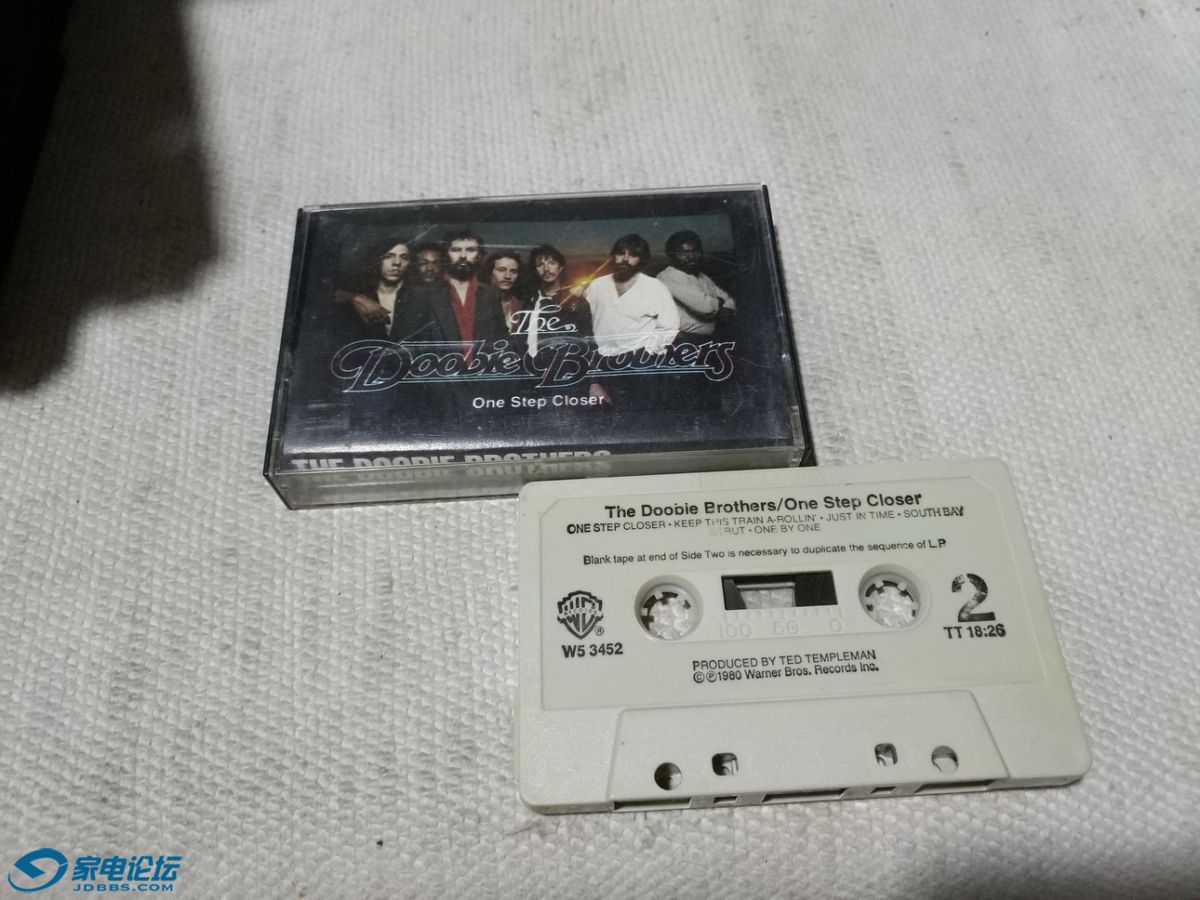 The
Doobie Brothers
One Step Closer
THE DOOBIE BROTHERS
The Doobie Brothers/One Step Closer
ONE STEP CLOSER • KEEP THIS TRAIN A-ROLLIN' • JUST IN TIME • SOUTH BAY
STRUT • ONE BY ONE
Blank tape at end of Side Two is necessary to duplicate the sequence of L.P.
2
TT 18:26
RECORDS
®
W5 3452
100 50 0
PRODUCED BY TED TEMPLEMAN
©℗1980 Warner Bros. Records Inc.
家电论坛
JDBBS.COM